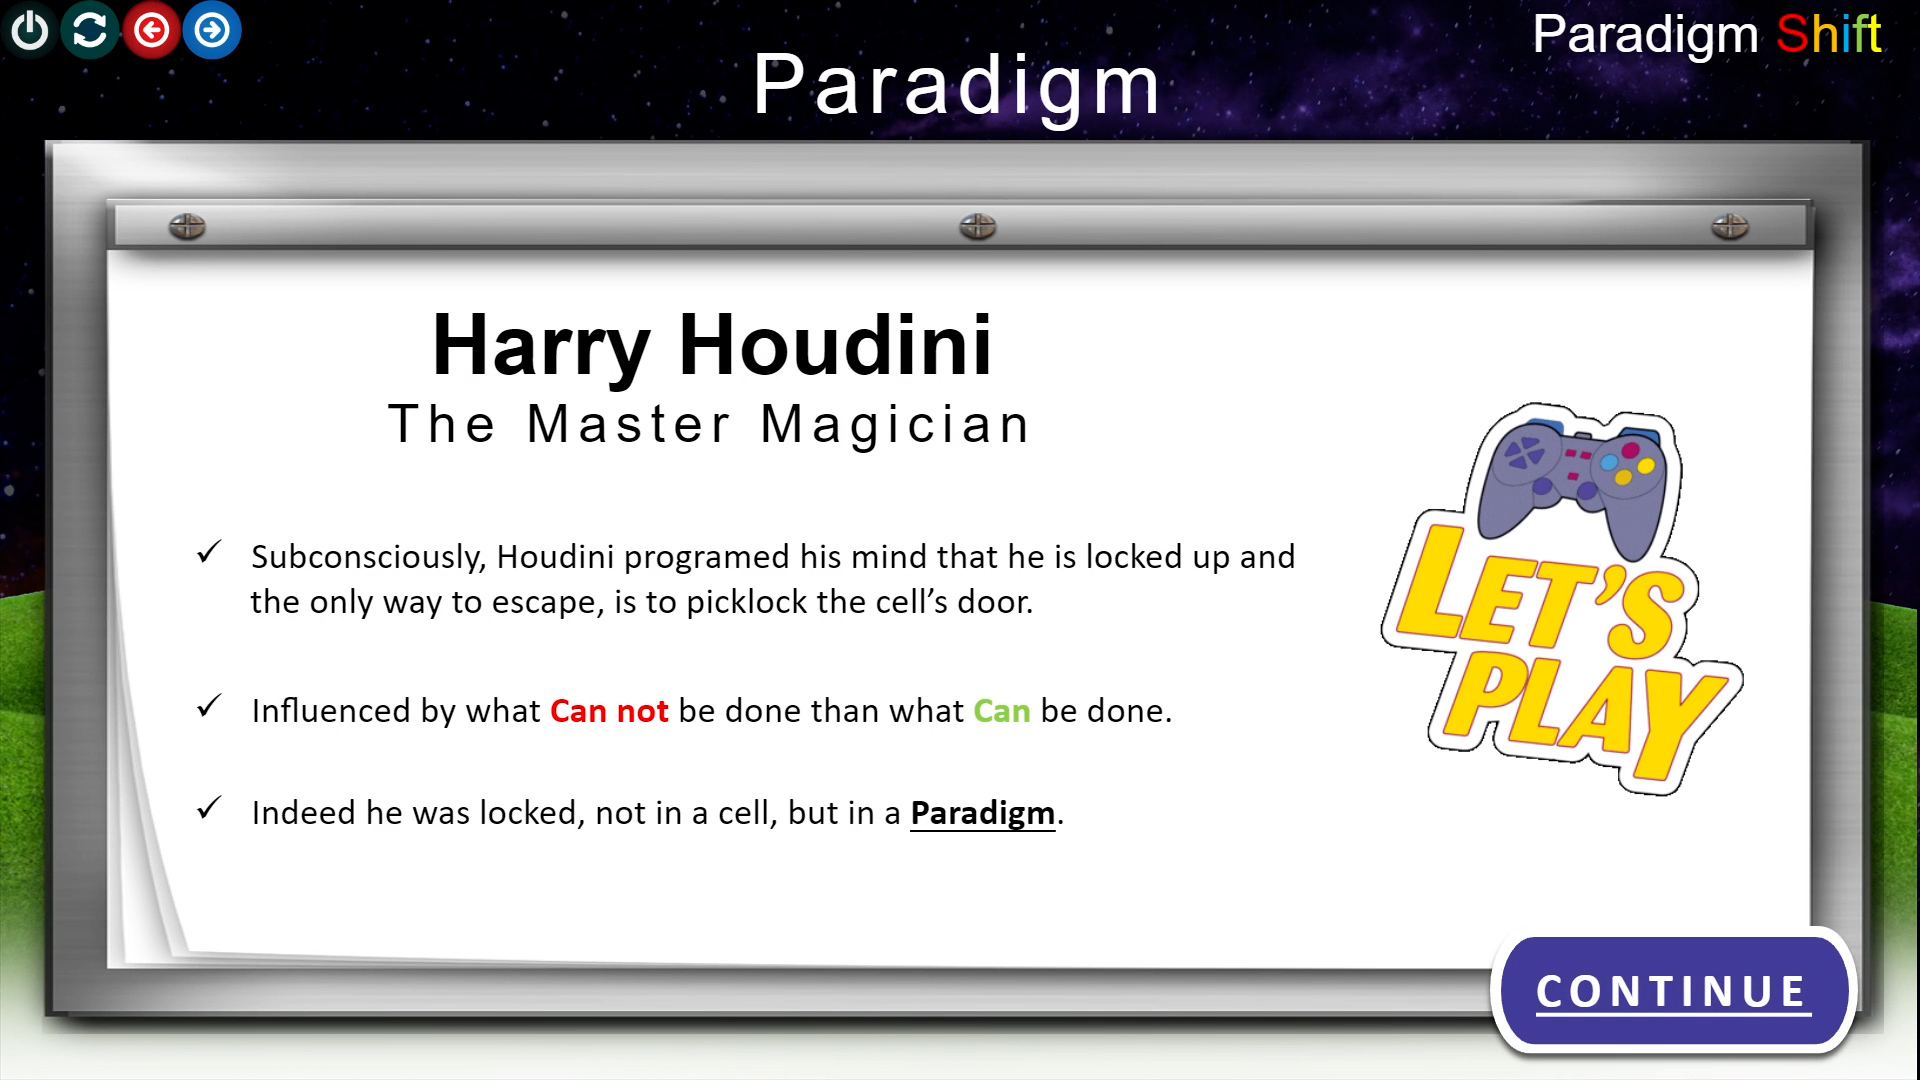 Paradigm Shift
Paradigm
Harry Houdini
The Master Magician
✓ Subconsciously, Houdini programed his mind that he is locked up and
the only way to escape, is to picklock the cell’s door.
✓ Influenced by what Can not be done than what Can be done.
✓ Indeed he was locked, not in a cell, but in a Paradigm.
LET’S
PLAY
CONTINUE